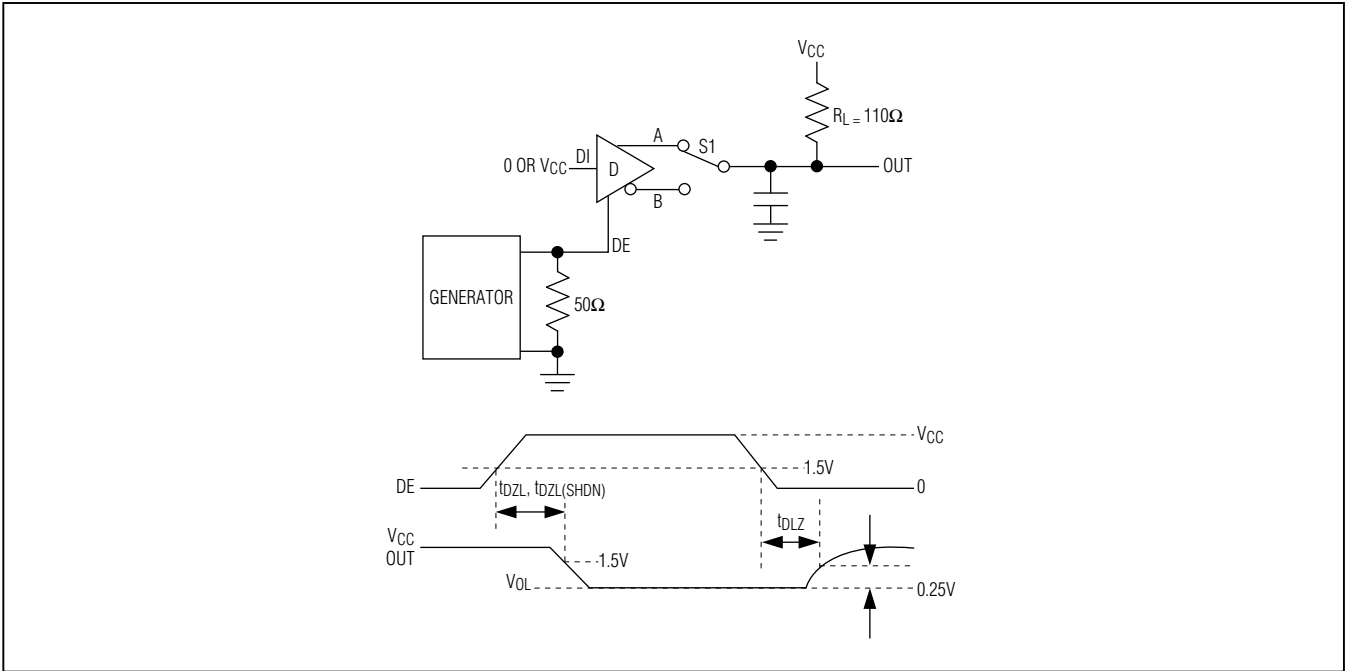 VCC
RL = 110Ω
A
S1
0 OR VCC
DI
D
OUT
B
DE
GENERATOR
50Ω
VCC
1.5V
DE
0
tDZL, tDZL(SHDN)
tDLZ
VCC
OUT
1.5V
VOL
0.25V